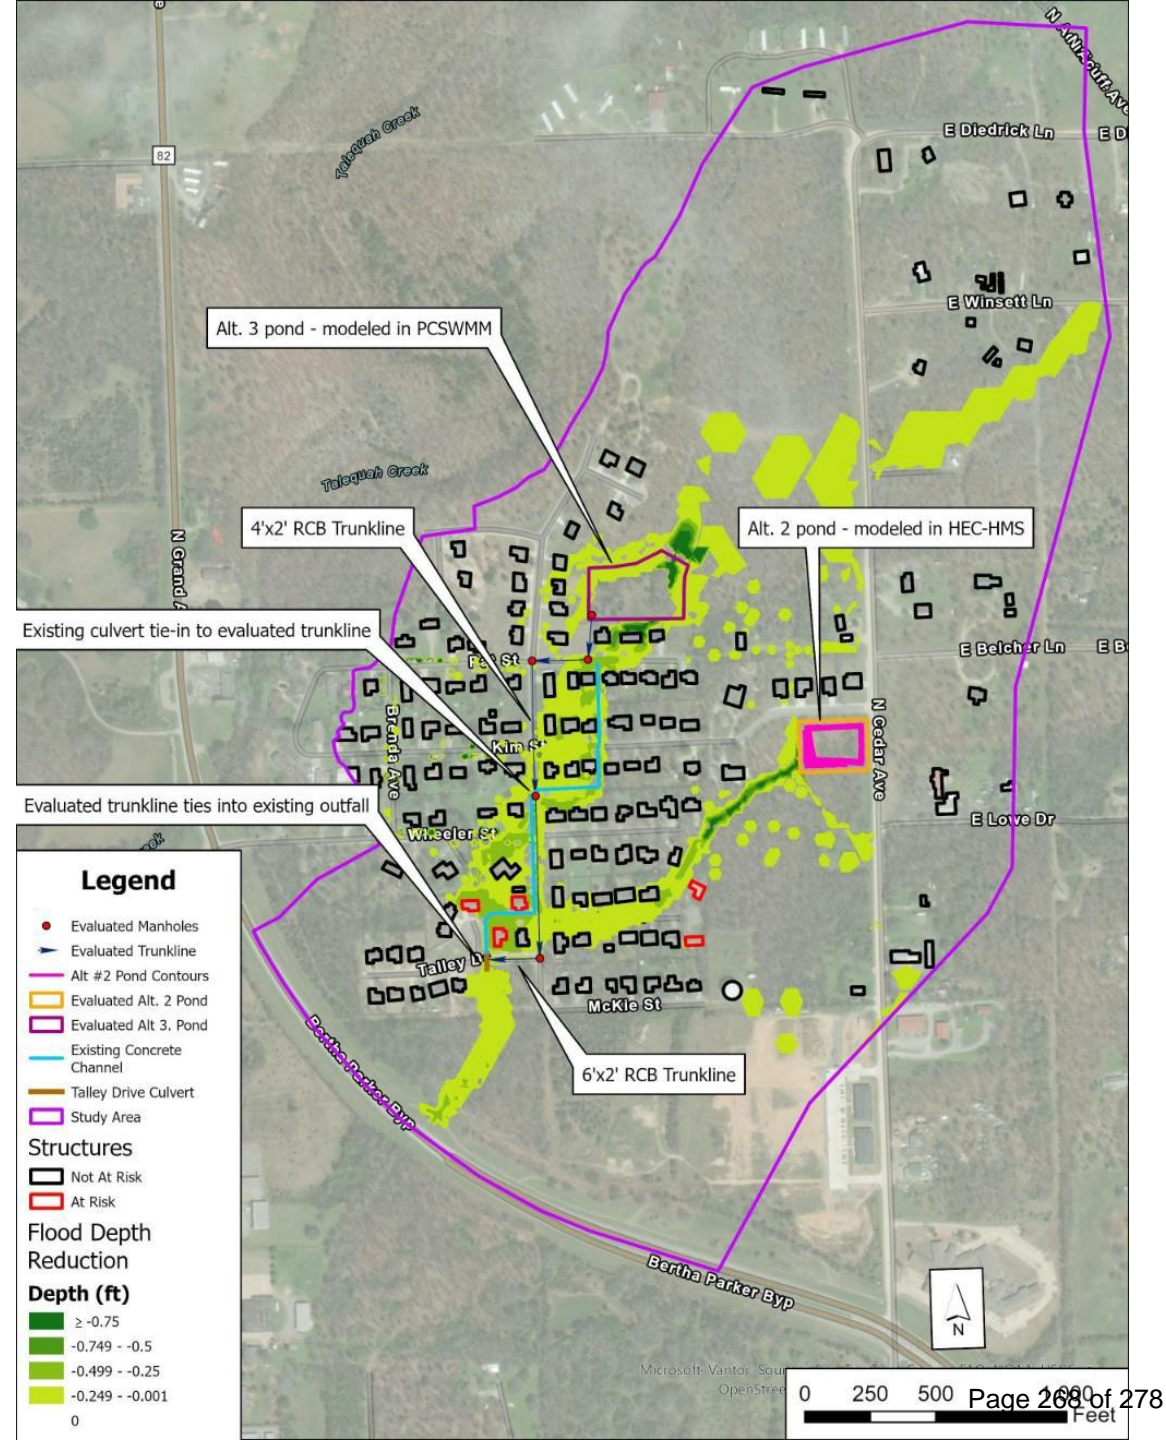 E Diedrick Ln
Talequah Creek
82
E Winsett Ln
Alt. 3 pond - modeled in PCSWMM
Talequah Creek
4'x2' RCB Trunkline
Alt. 2 pond - modeled in HEC-HMS
N Grand A
Existing culvert tie-in to evaluated trunkline
E Belcher Ln
Brenda Ave
Kim St
N Cedar Ave
Evaluated trunkline ties into existing outfall
E Lowe Dr
Wheeler St
Talley D
McKie St
6'x2' RCB Trunkline
Bertha Parker Byp
Bertha Parker Byp
Legend
Evaluated Manholes
Evaluated Trunkline
Alt #2 Pond Contours
Evaluated Alt. 2 Pond
Evaluated Alt 3. Pond
Existing Concrete
Channel
Talley Drive Culvert
Study Area
Structures
Not At Risk
At Risk
Flood Depth
Reduction
Depth (ft)
≥ -0.75
-0.749 - -0.5
-0.499 - -0.25
-0.249 - -0.001
0
N
Microsoft, Vantor,
0 250 500 1,000
Feet
Page 268 of 278